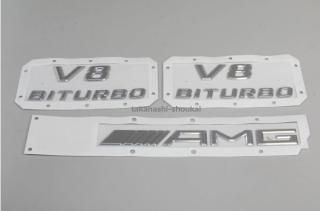 V8
BITURBO
V8
BITURBO
takanashi-shoukai
AMG